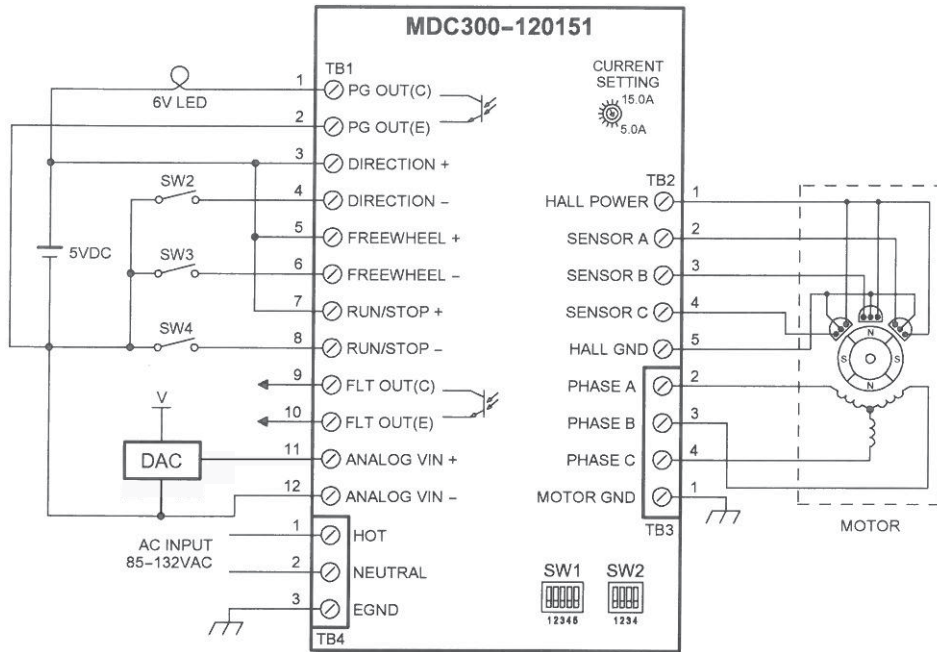 MDC300-120151
TB1
CURRENT
SETTING
15.0A
5.0A
6V LED
1 PG OUT(C)
2 PG OUT(E)
3 DIRECTION +
SW2
4 DIRECTION -
5VDC
5 FREEWHEEL +
SW3
6 FREEWHEEL -
7 RUN/STOP +
SW4
8 RUN/STOP -
9 FLT OUT(C)
10 FLT OUT(E)
V
DAC
11 ANALOG VIN +
12 ANALOG VIN -
AC INPUT
85-132VAC
1 HOT
2 NEUTRAL
3 EGND
TB4
TB2
HALL POWER 1
SENSOR A 2
SENSOR B 3
SENSOR C 4
HALL GND 5
PHASE A 2
PHASE B 3
PHASE C 4
MOTOR GND 1
TB3
N
S S
N
MOTOR
SW1 SW2
12345 1234